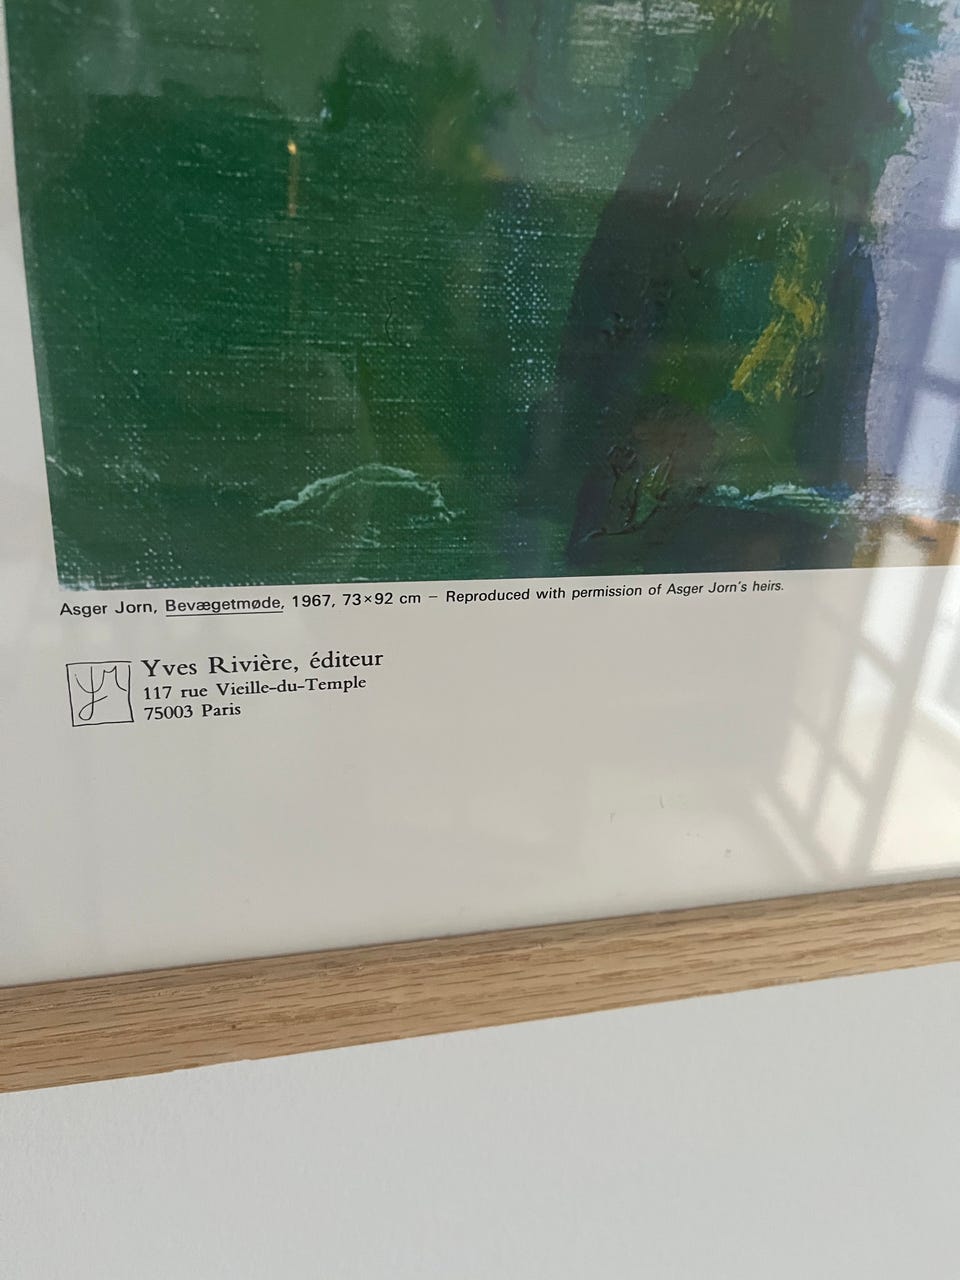 Asger Jorn, Bevægetmøde, 1967, 73×92 cm – Reproduced with permission of Asger Jorn's heirs.
Yves Rivière, éditeur
117 rue Vieille-du-Temple
75003 Paris